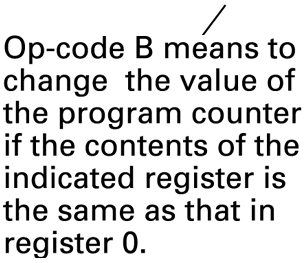 Op-code B means to
change the value of
the program counter
if the contents of the
indicated register is
the same as that in
register 0.